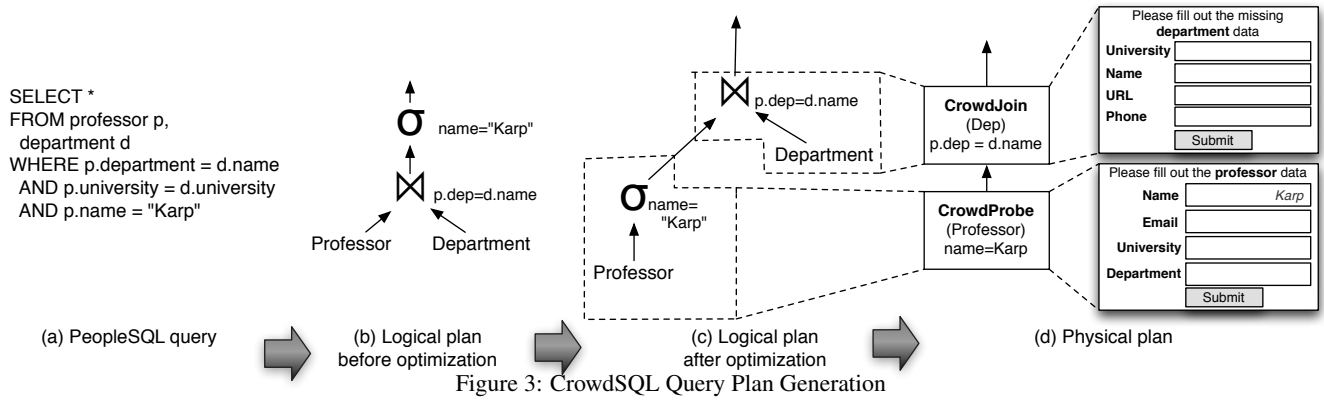 SELECT *
FROM professor p,
department d
WHERE p.department = d.name
AND p.university = d.university
AND p.name = "Karp"
(a) PeopleSQL query
σ name="Karp"
⋈ p.dep=d.name
Professor
Department
(b) Logical plan
before optimization
⋈ p.dep=d.name
Department
σ name=
"Karp"
Professor
(c) Logical plan
after optimization
CrowdJoin
(Dep)
p.dep = d.name
CrowdProbe
(Professor)
name=Karp
Please fill out the missing
department data
University
Name
URL
Phone
Submit
Please fill out the professor data
Name Karp
Email
University
Department
Submit
(d) Physical plan
Figure 3: CrowdSQL Query Plan Generation